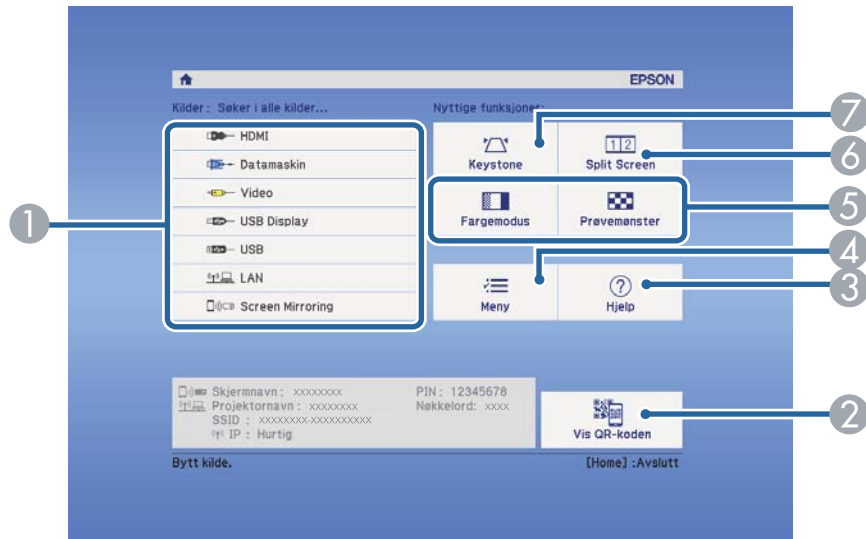 EPSON
Kilder: Søker i alle kilder...
HDMI
Datamaskin
Video
USB Display
USB
LAN
Screen Mirroring
Nyttige funksjoner:
Keystone
1 2
Split Screen
Fargemodus
Prøvemønster
Meny
?
Hjelp
Skjermnavn: xxxxxxxx
Projektornavn: xxxxxxxx
SSID : xxxxxxxx-xxxxxxxxxx
IP : Hurtig
PIN: 12345678
Nøkkelord: xxxx
Vis QR-koden
Bytt kilde.
[Home] :Avslutt
1
7
6
5
4
3
2